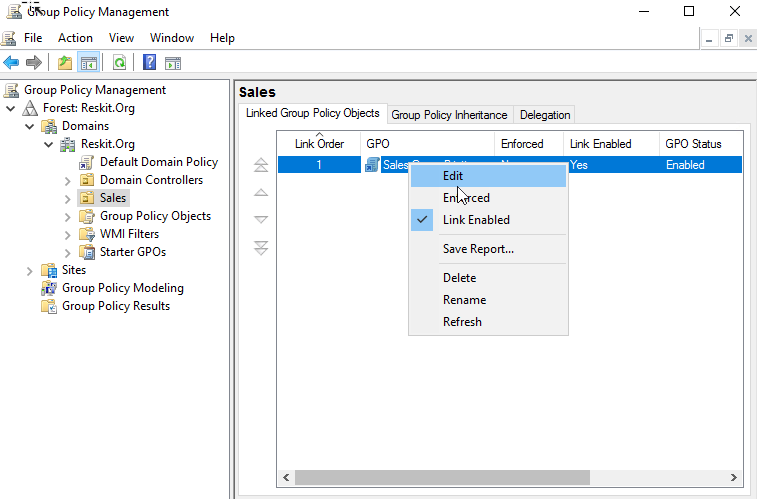 Group Policy Management
File Action View Window Help
Group Policy Management
Forest: Reskit.Org
Domains
Reskit.Org
Default Domain Policy
Domain Controllers
Sales
Group Policy Objects
WMI Filters
Starter GPOs
Sites
Group Policy Modeling
Group Policy Results
Sales
Linked Group Policy Objects Group Policy Inheritance Delegation
Link Order GPO Enforced Link Enabled GPO Status
1 Sales Yes Enabled
Edit
Enforced
Link Enabled
Save Report...
Delete
Rename
Refresh